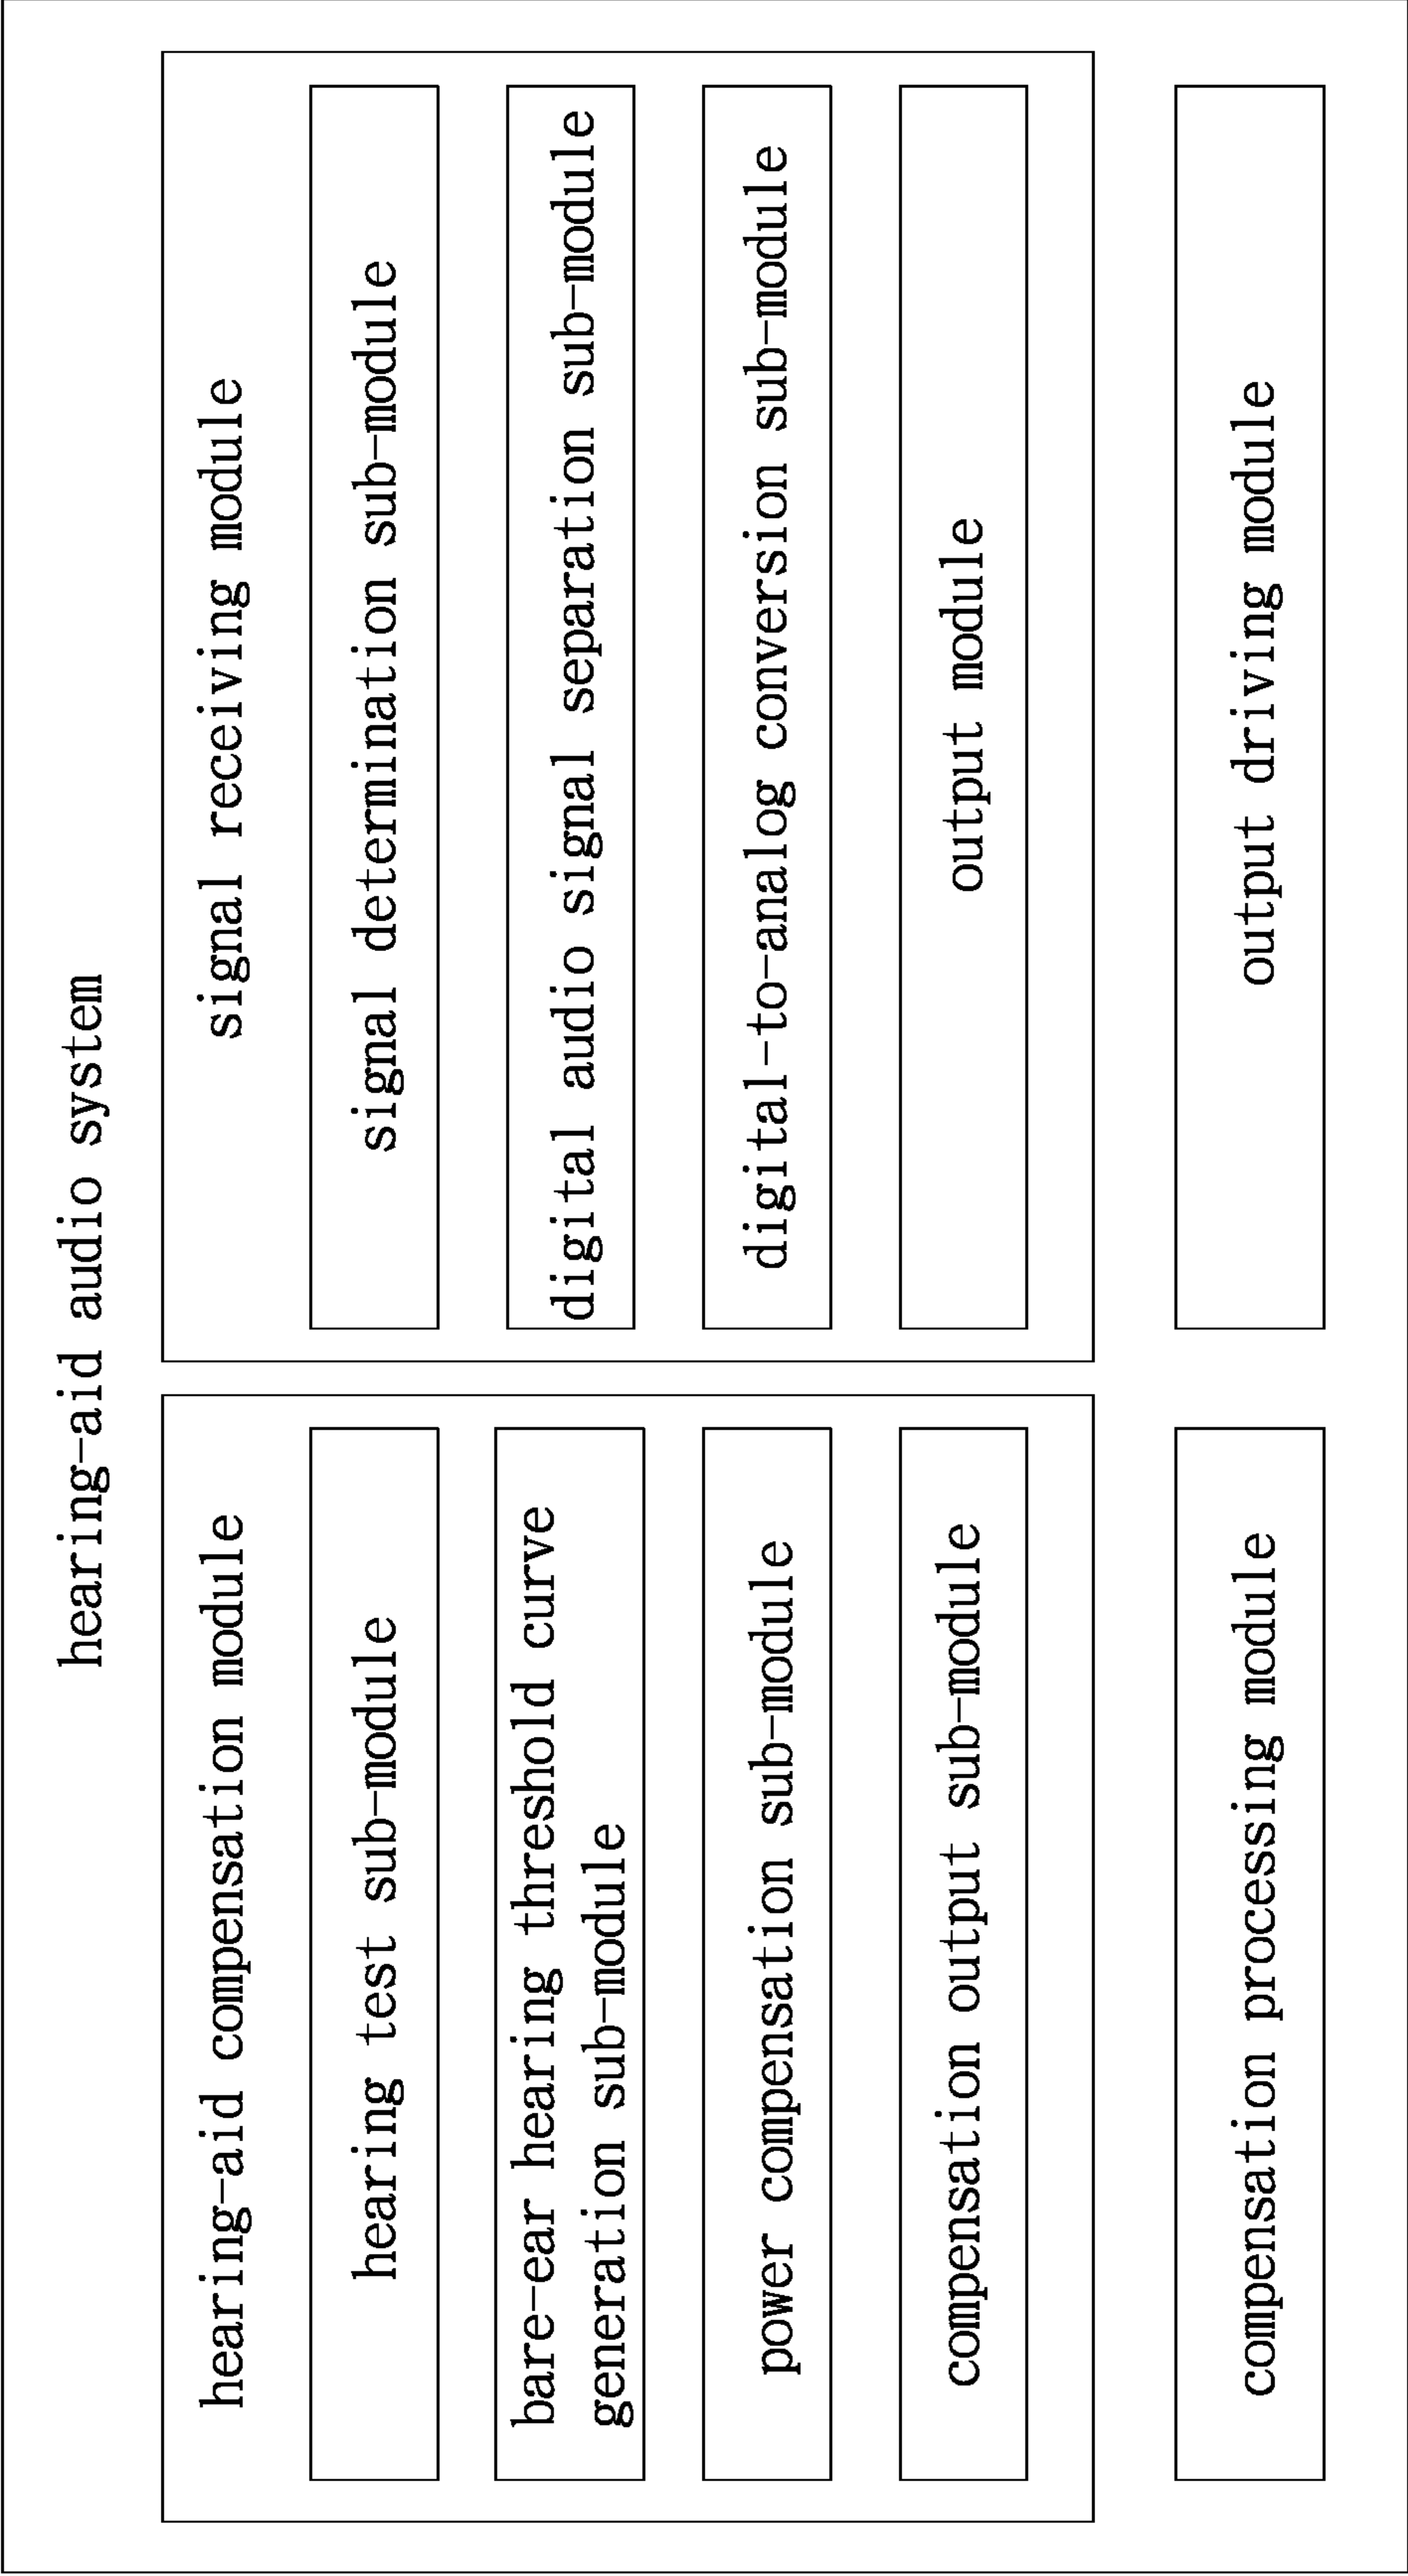 hearing-aid audio system
hearing-aid compensation module
hearing test sub-module
bare-ear hearing threshold curve
generation sub-module
power compensation sub-module
compensation output sub-module
signal receiving module
signal determination sub-module
digital audio signal separation sub-module
digital-to-analog conversion sub-module
output module
compensation processing module
output driving module